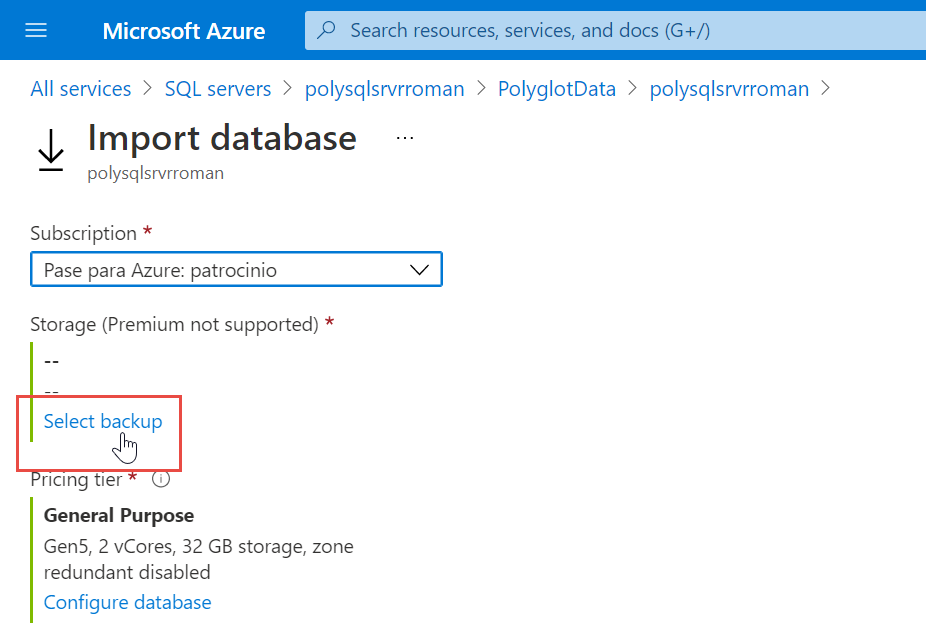 Microsoft Azure
Search resources, services, and docs (G+/)
All services > SQL servers > polysqlsrvrroman > PolyglotData > polysqlsrvrroman >
Import database ...
polysqlsrvrroman
Subscription *
Pase para Azure: patrocinio
Storage (Premium not supported) *
--
--
Select backup
Pricing tier *
General Purpose
Gen5, 2 vCores, 32 GB storage, zone
redundant disabled
Configure database